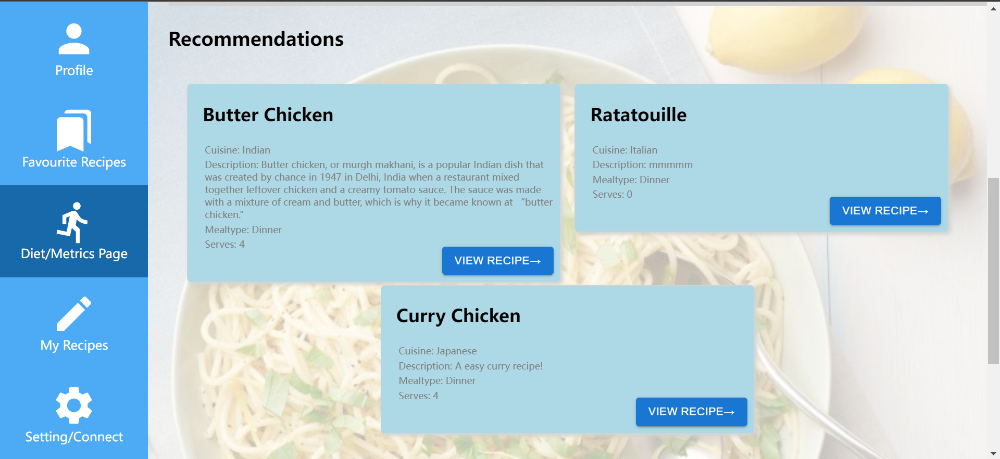 Profile
Favourite Recipes
Diet/Metrics Page
My Recipes
Setting/Connect
Recommendations
Butter Chicken
Cuisine: Indian
Description: Butter chicken, or murgh makhani, is a popular Indian dish that
was created by chance in 1947 in Delhi, India when a restaurant mixed
together leftover chicken and a creamy tomato sauce. The sauce was made
with a mixture of cream and butter, which is why it became known at “butter
chicken.”
Mealtype: Dinner
Serves: 4
VIEW RECIPE→
Ratatouille
Cuisine: Italian
Description: mmmmm
Mealtype: Dinner
Serves: 0
VIEW RECIPE→
Curry Chicken
Cuisine: Japanese
Description: A easy curry recipe!
Mealtype: Dinner
Serves: 4
VIEW RECIPE→